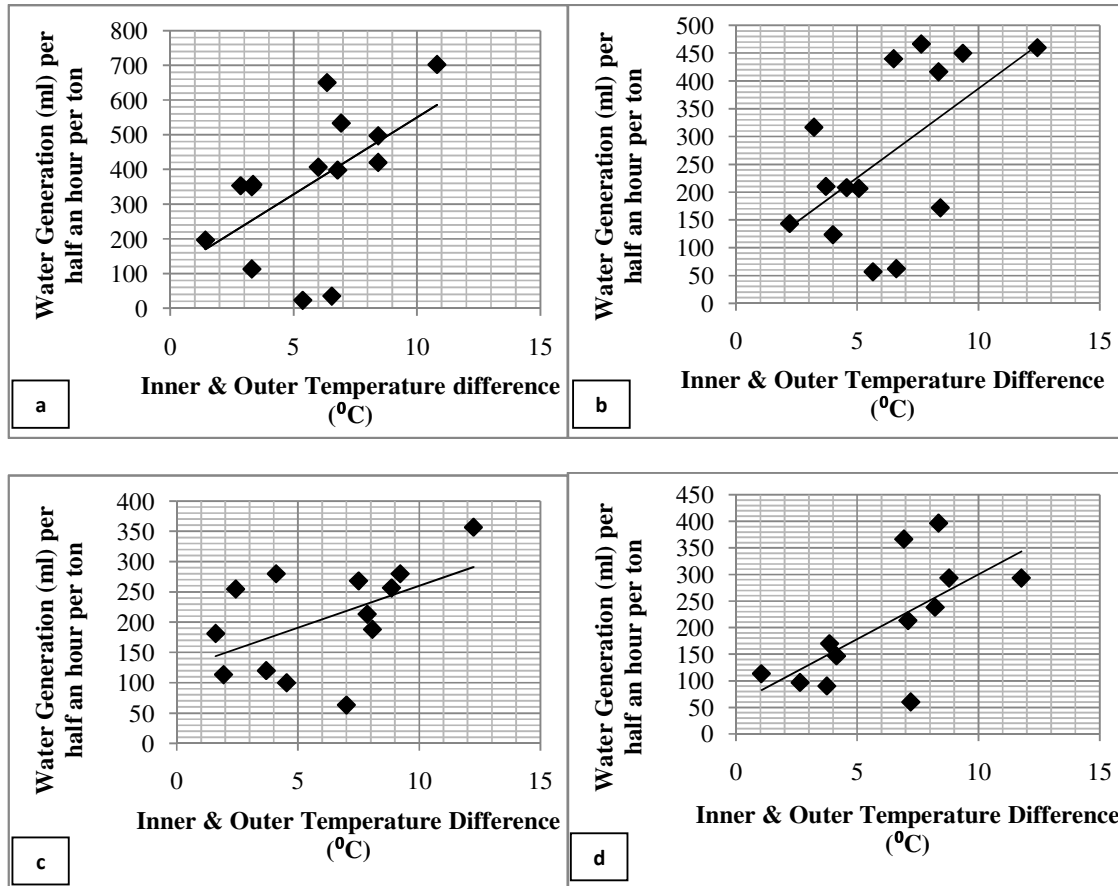 Water Generation (ml) per
half an hour per ton
800
700
600
500
400
300
200
100
0
0 5 10 15
Inner & Outer Temperature difference
(⁰C)
a
Water Generation (ml) per
half an hour per ton
500
450
400
350
300
250
200
150
100
50
0
0 5 10 15
Inner & Outer Temperature Difference
(⁰C)
b
Water Generation (ml) per
half an hour per ton
400
350
300
250
200
150
100
50
0
0 5 10 15
Inner & Outer Temperature Difference
(⁰C)
c
Water Generation (ml) per
half an hour per ton
450
400
350
300
250
200
150
100
50
0
0 5 10 15
Inner & Outer Temperature Difference
(⁰C)
d